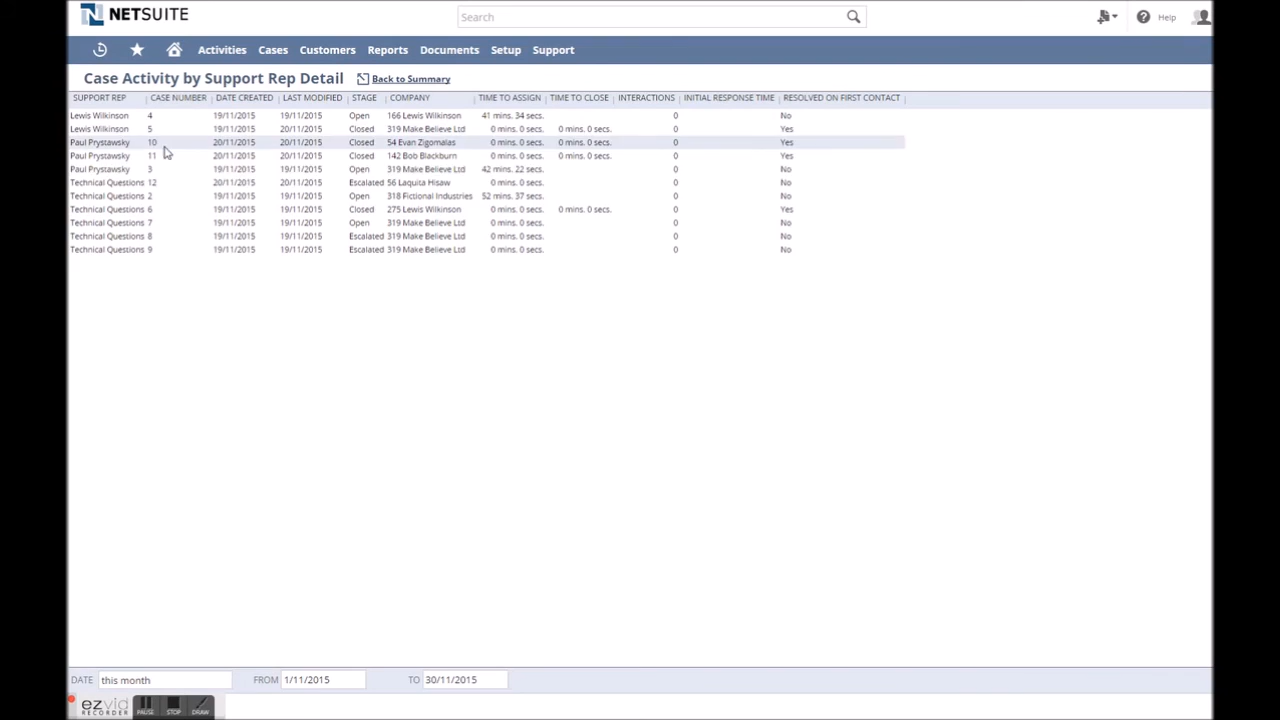 NETSUITE
Search
Help
Activities Cases Customers Reports Documents Setup Support
Case Activity by Support Rep Detail Back to Summary
SUPPORT REP CASE NUMBER DATE CREATED LAST MODIFIED STAGE COMPANY TIME TO ASSIGN TIME TO CLOSE INTERACTIONS INITIAL RESPONSE TIME RESOLVED ON FIRST CONTACT
Lewis Wilkinson 4 19/11/2015 19/11/2015 Open 166 Lewis Wilkinson 41 mins. 34 secs. 0 No
Lewis Wilkinson 5 19/11/2015 20/11/2015 Closed 319 Make Believe Ltd 0 mins. 0 secs. 0 mins. 0 secs. 0 Yes
Paul Prystawsky 10 20/11/2015 20/11/2015 Closed 54 Evan Zigomalas 0 mins. 0 secs. 0 mins. 0 secs. 0 Yes
Paul Prystawsky 11 20/11/2015 20/11/2015 Closed 142 Bob Blackburn 0 mins. 0 secs. 0 mins. 0 secs. 0 Yes
Paul Prystawsky 3 19/11/2015 19/11/2015 Open 319 Make Believe Ltd 42 mins. 22 secs. 0 No
Technical Questions 12 20/11/2015 20/11/2015 Escalated 56 Laquita Hisaw 0 mins. 0 secs. 0 No
Technical Questions 2 19/11/2015 19/11/2015 Open 318 Fictional Industries 52 mins. 37 secs. 0 No
Technical Questions 6 19/11/2015 19/11/2015 Closed 275 Lewis Wilkinson 0 mins. 0 secs. 0 mins. 0 secs. 0 Yes
Technical Questions 7 19/11/2015 19/11/2015 Open 319 Make Believe Ltd 0 mins. 0 secs. 0 No
Technical Questions 8 19/11/2015 19/11/2015 Escalated 319 Make Believe Ltd 0 mins. 0 secs. 0 No
Technical Questions 9 19/11/2015 19/11/2015 Escalated 319 Make Believe Ltd 0 mins. 0 secs. 0 No
DATE this month FROM 1/11/2015 TO 30/11/2015
ezvid
RECORDER PAUSE STOP DRAW